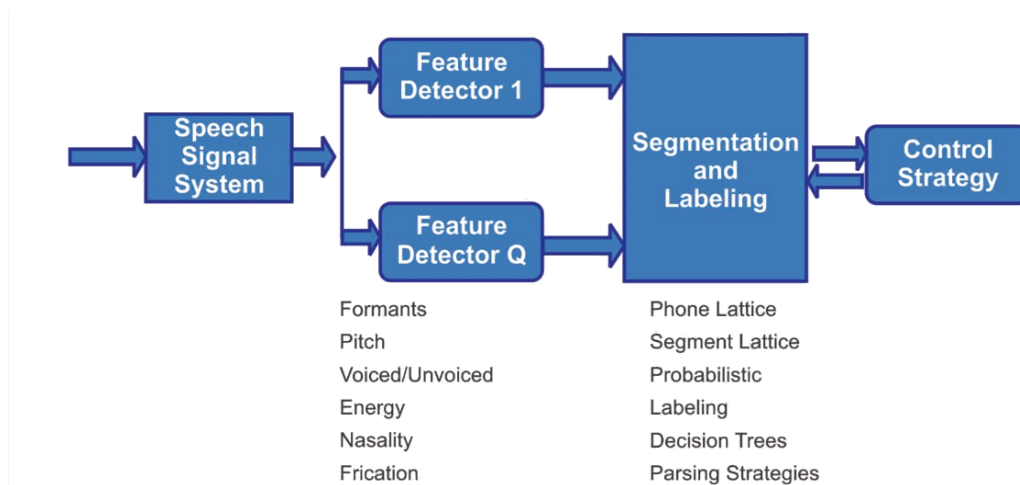 Speech
Signal
System
Feature
Detector 1
Feature
Detector Q
Segmentation
and
Labeling
Control
Strategy
Formants
Pitch
Voiced/Unvoiced
Energy
Nasality
Frication
Phone Lattice
Segment Lattice
Probabilistic
Labeling
Decision Trees
Parsing Strategies